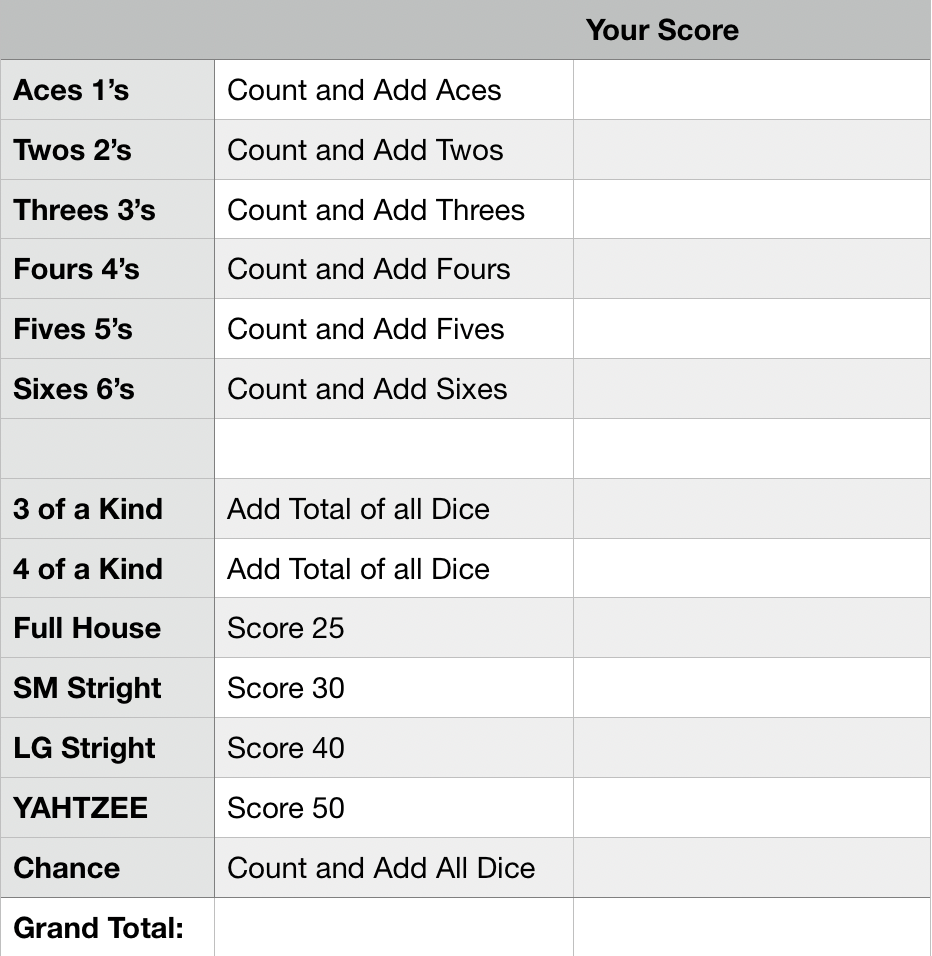 Your Score
Aces 1’s Count and Add Aces
Twos 2’s Count and Add Twos
Threes 3’s Count and Add Threes
Fours 4’s Count and Add Fours
Fives 5’s Count and Add Fives
Sixes 6’s Count and Add Sixes
3 of a Kind Add Total of all Dice
4 of a Kind Add Total of all Dice
Full House Score 25
SM Stright Score 30
LG Stright Score 40
YAHTZEE Score 50
Chance Count and Add All Dice
Grand Total: